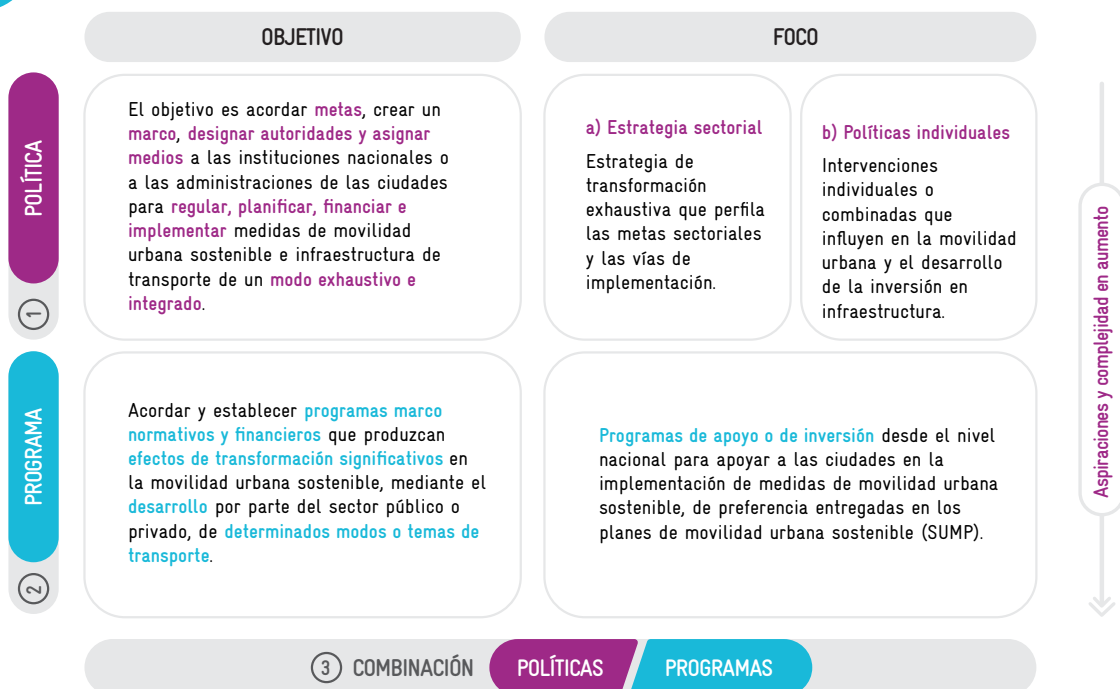 OBJETIVO
FOCO
POLÍTICA
1
El objetivo es acordar metas, crear un
marco, designar autoridades y asignar
medios a las instituciones nacionales o
a las administraciones de las ciudades
para regular, planificar, financiar e
implementar medidas de movilidad
urbana sostenible e infraestructura de
transporte de un modo exhaustivo e
integrado.
a) Estrategia sectorial
Estrategia de
transformación
exhaustiva que perfila
las metas sectoriales
y las vías de
implementación.
b) Políticas individuales
Intervenciones
individuales o
combinadas que
influyen en la movilidad
urbana y el desarrollo
de la inversión en
infraestructura.
PROGRAMA
2
Acordar y establecer programas marco
normativos y financieros que produzcan
efectos de transformación significativos en
la movilidad urbana sostenible, mediante el
desarrollo por parte del sector público o
privado, de determinados modos o temas de
transporte.
Programas de apoyo o de inversión desde el nivel
nacional para apoyar a las ciudades en la
implementación de medidas de movilidad urbana
sostenible, de preferencia entregadas en los
planes de movilidad urbana sostenible (SUMP).
Aspiraciones y complejidad en aumento
3 COMBINACIÓN POLÍTICAS PROGRAMAS